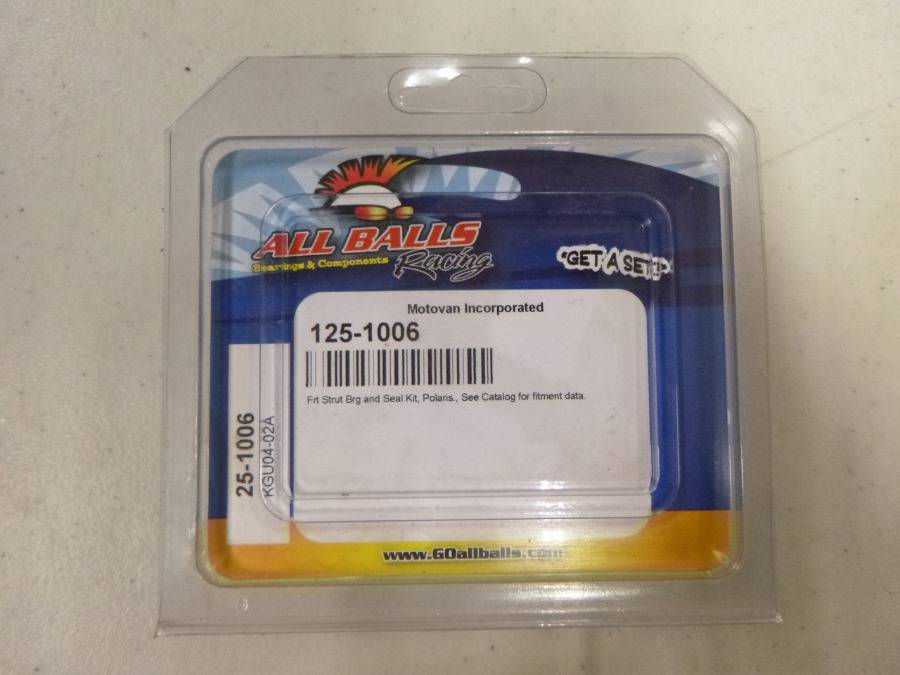 ALL BALLS
Bearings & Components
Racing
"GET A SET!"
Motovan Incorporated
125-1006
Frt Strut Brg and Seal Kit, Polaris., See Catalog for fitment data.
25-1006
KGU04-02A
www.GOallballs.com